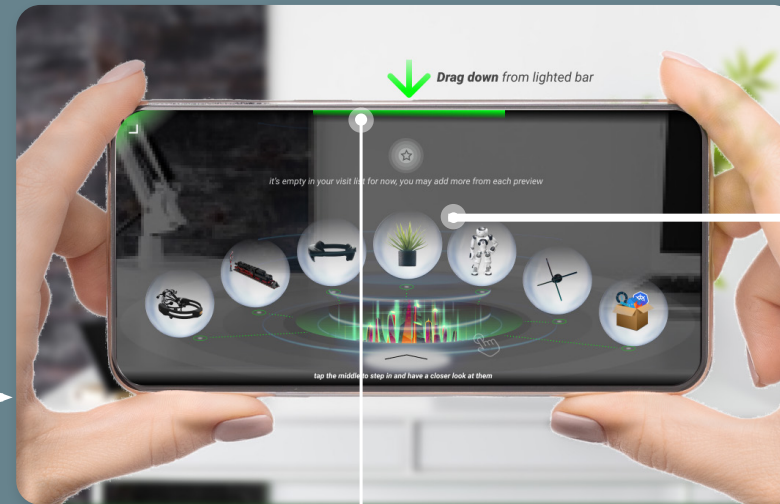 Drag down from lighted bar
it's empty in your visit list for now, you may add more from each preview
tap the middle to step in and have a closer look at them